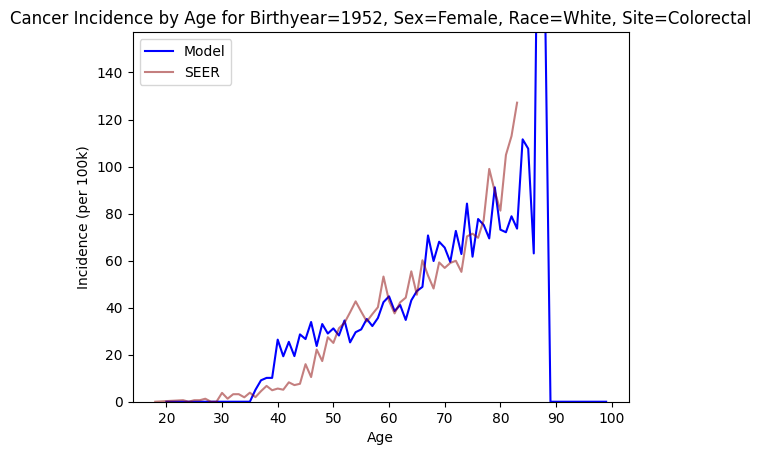 Cancer Incidence by Age for Birthyear=1952, Sex=Female, Race=White, Site=Colorectal
Model
SEER
140
120
100
80
60
40
20
0
Incidence (per 100k)
20 30 40 50 60 70 80 90 100
Age